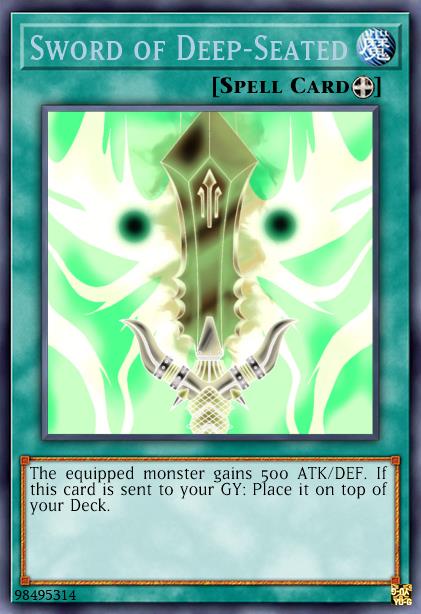 Sword of Deep-Seated
魔
[Spell Card]
The equipped monster gains 500 ATK/DEF. If
this card is sent to your GY: Place it on top of
your Deck.
98495314